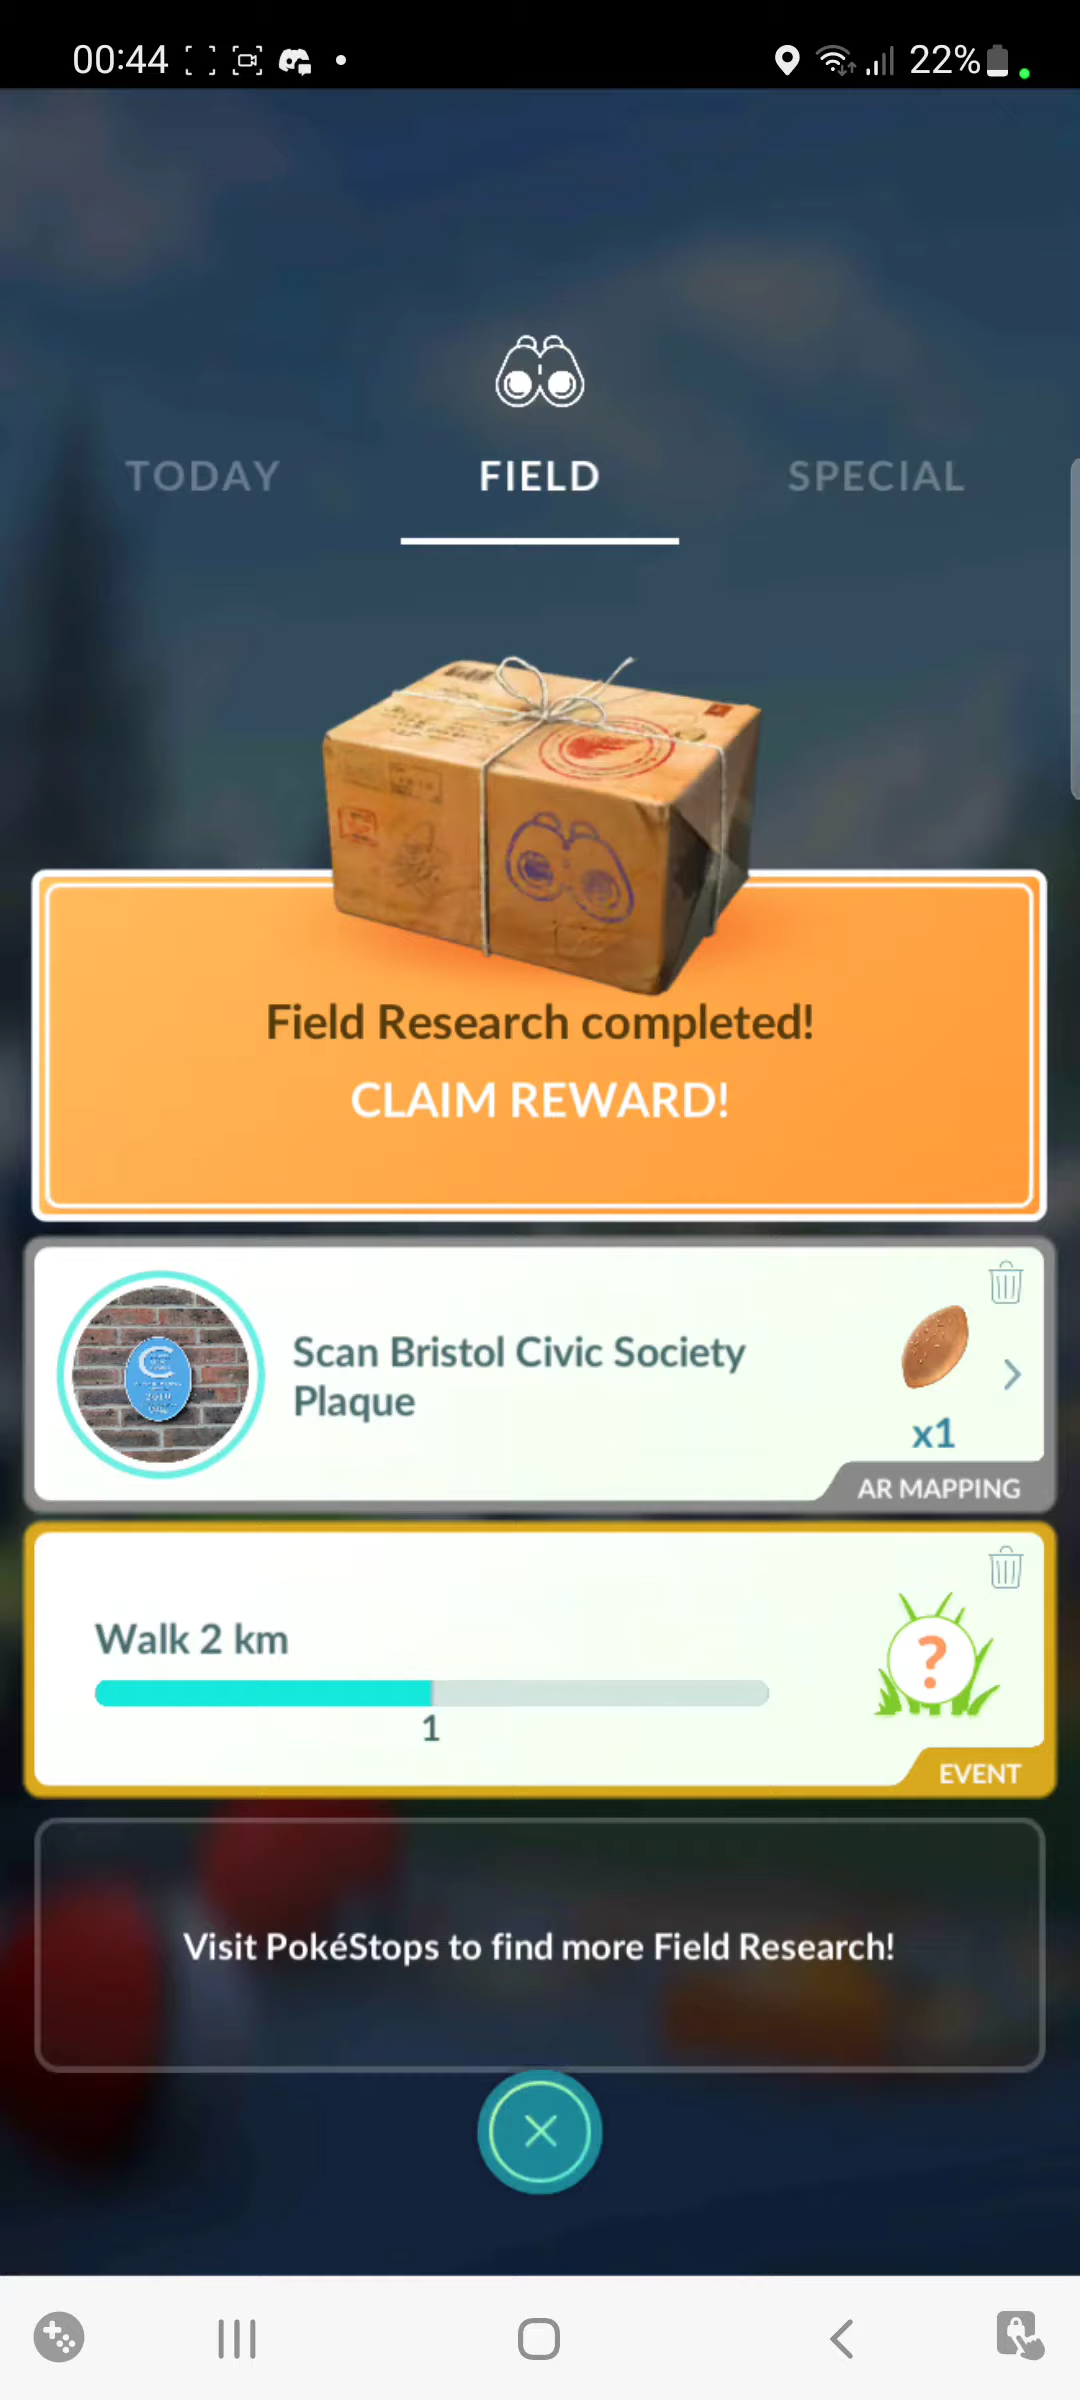 00:44
22%
TODAY
FIELD
SPECIAL
Field Research completed!
CLAIM REWARD!
Scan Bristol Civic Society
Plaque
x1
AR MAPPING
Walk 2 km
?
1
EVENT
Visit PokéStops to find more Field Research!